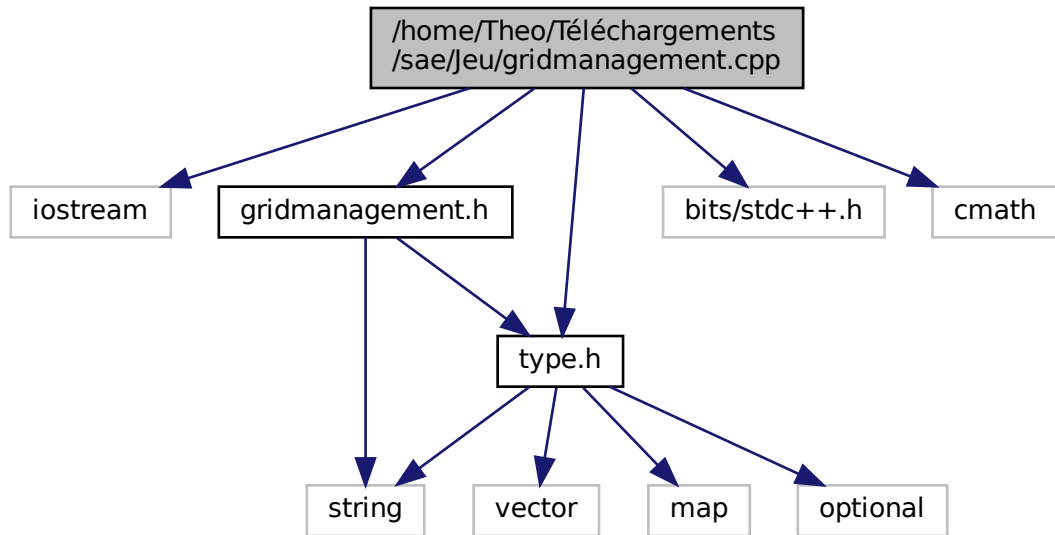 /home/Theo/Téléchargements
/sae/Jeu/gridmanagement.cpp
iostream
gridmanagement.h
bits/stdc++.h
cmath
type.h
string
vector
map
optional